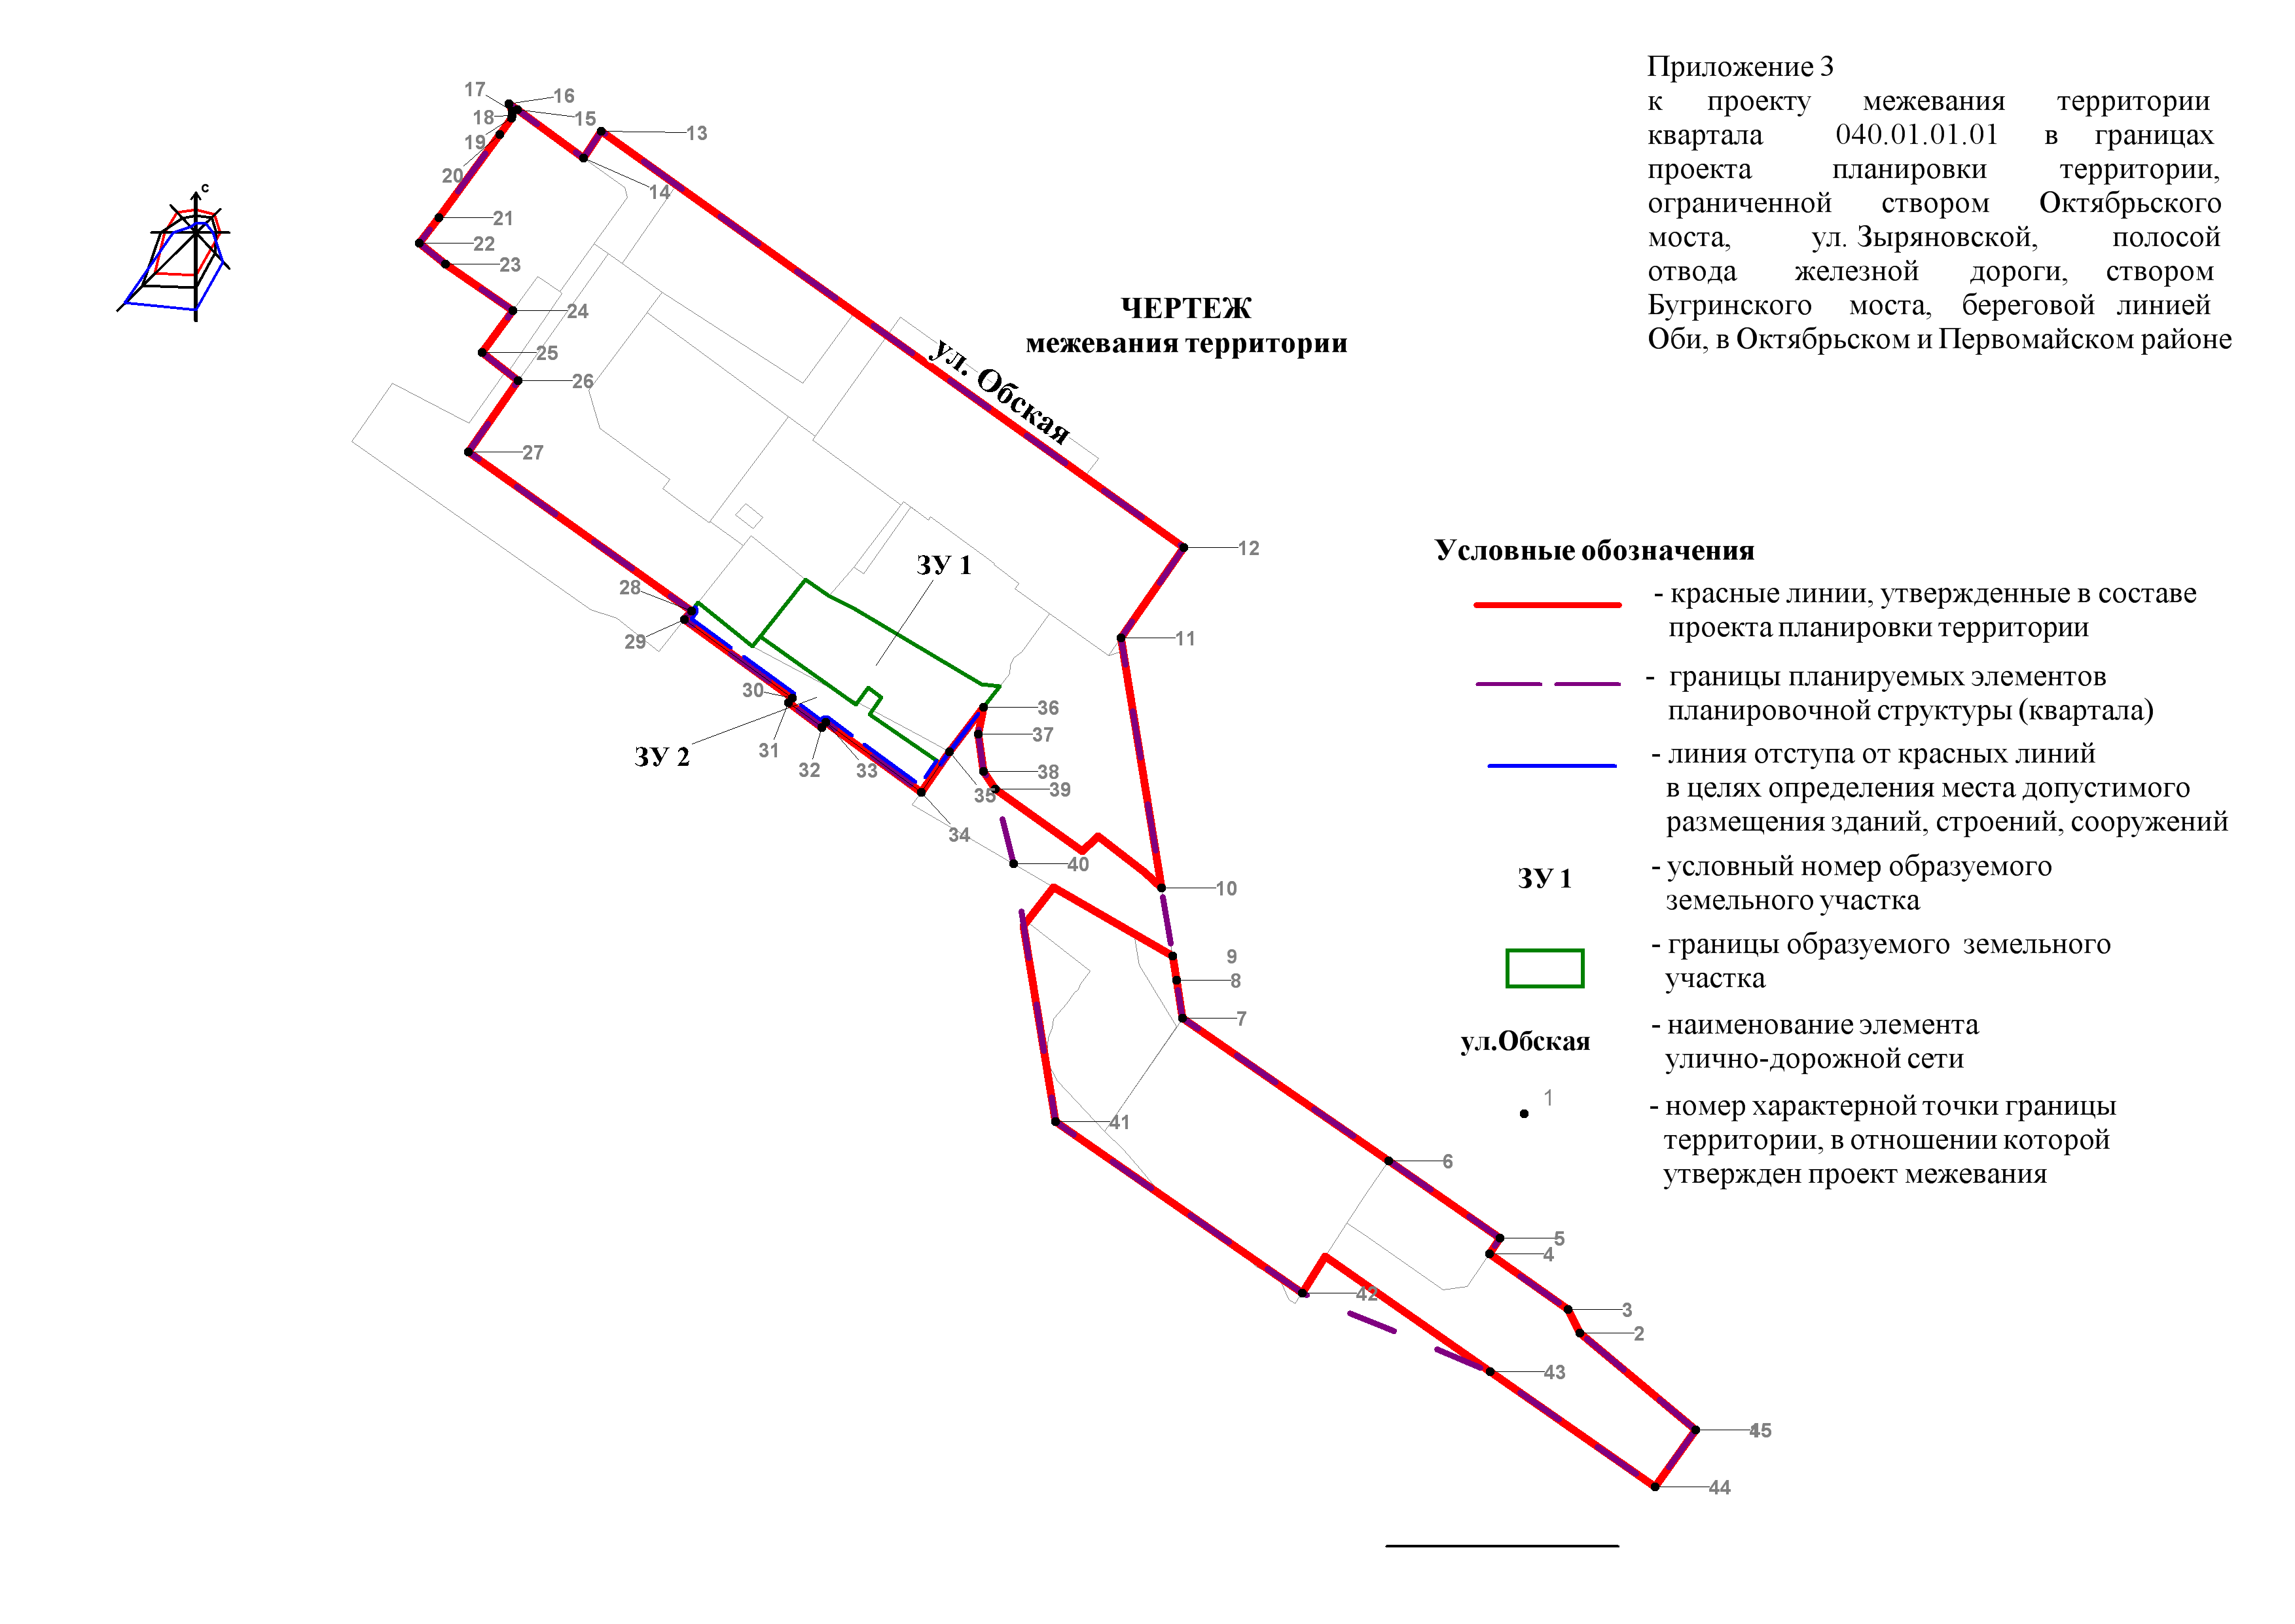 Приложение 3
к проекту межевания территории
квартала 040.01.01.01 в границах
проекта планировки территории,
ограниченной створом Октябрьского
моста, ул. Зыряновской, полосой
отвода железной дороги, створом
Бугринского моста, береговой линией
Оби, в Октябрьском и Первомайском районе
ЧЕРТЕЖ
межевания территории
с
ул. Обская
ЗУ 1
ЗУ 2
17
16
18
15
13
19
14
20
21
22
23
24
25
26
27
12
28
29
11
30
36
37
31
32
33
38
35
39
34
40
10
9
8
7
41
6
5
4
42
3
2
43
45
44
Условные обозначения
- красные линии, утвержденные в составе
проекта планировки территории
- границы планируемых элементов
планировочной структуры (квартала)
- линия отступа от красных линий
в целях определения места допустимого
размещения зданий, строений, сооружений
ЗУ 1
- условный номер образуемого
земельного участка
- границы образуемого земельного
участка
ул.Обская
- наименование элемента
улично-дорожной сети
1
- номер характерной точки границы
территории, в отношении которой
утвержден проект межевания